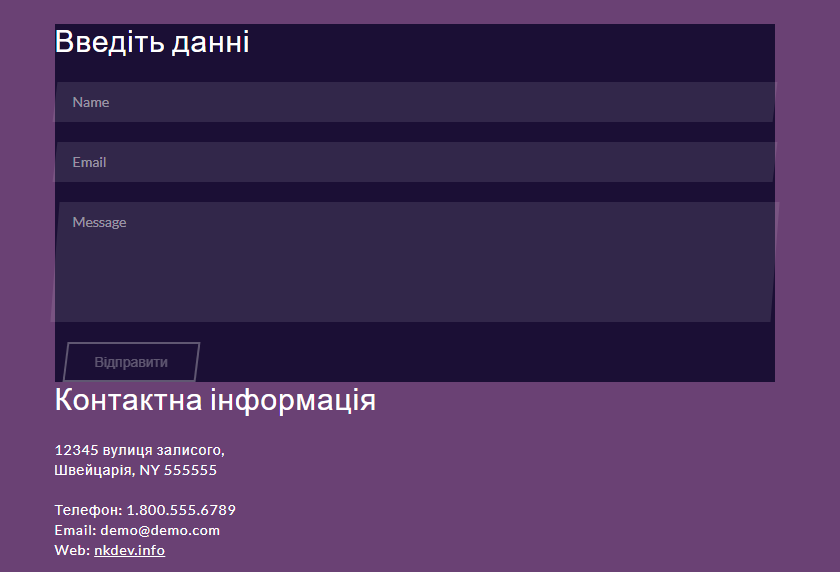 Введіть данні
Name
Email
Message
Відправити
Контактна інформація
12345 вулиця залисого,
Швейцарія, NY 555555
Телефон: 1.800.555.6789
Email: demo@demo.com
Web: nkdev.info